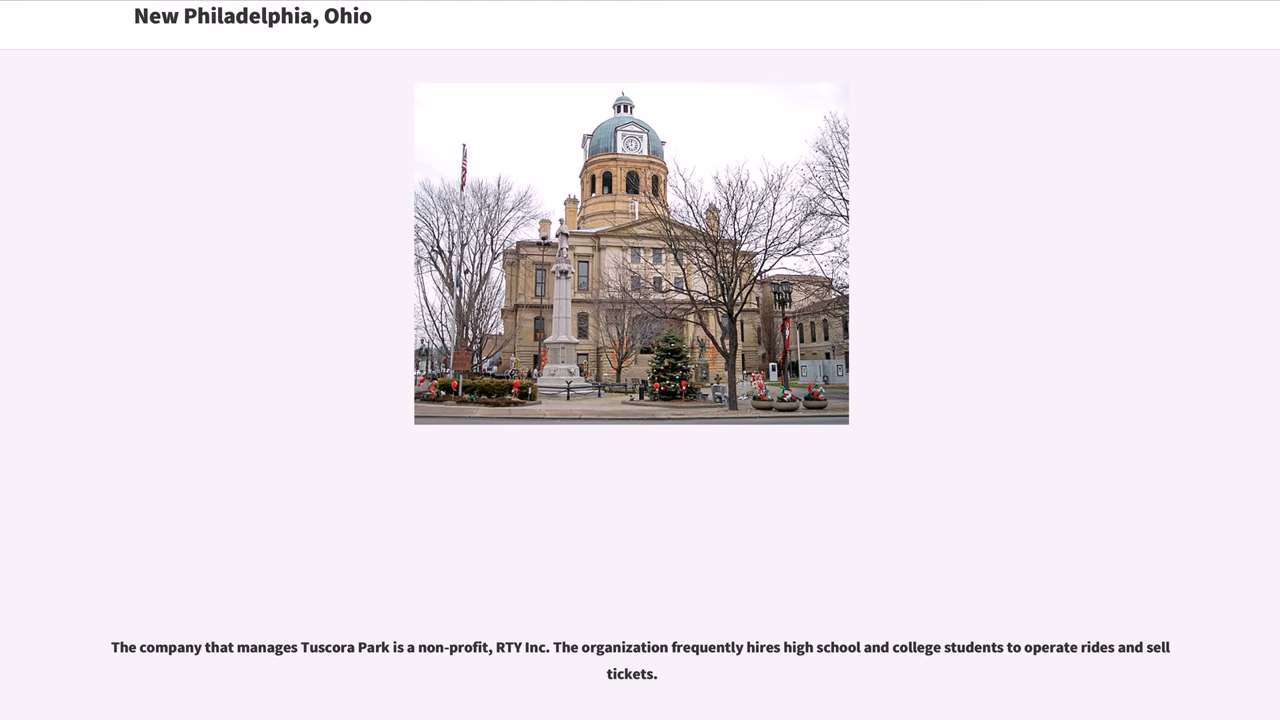 New Philadelphia, Ohio
The company that manages Tuscora Park is a non-profit, RTY Inc. The organization frequently hires high school and college students to operate rides and sell
tickets.